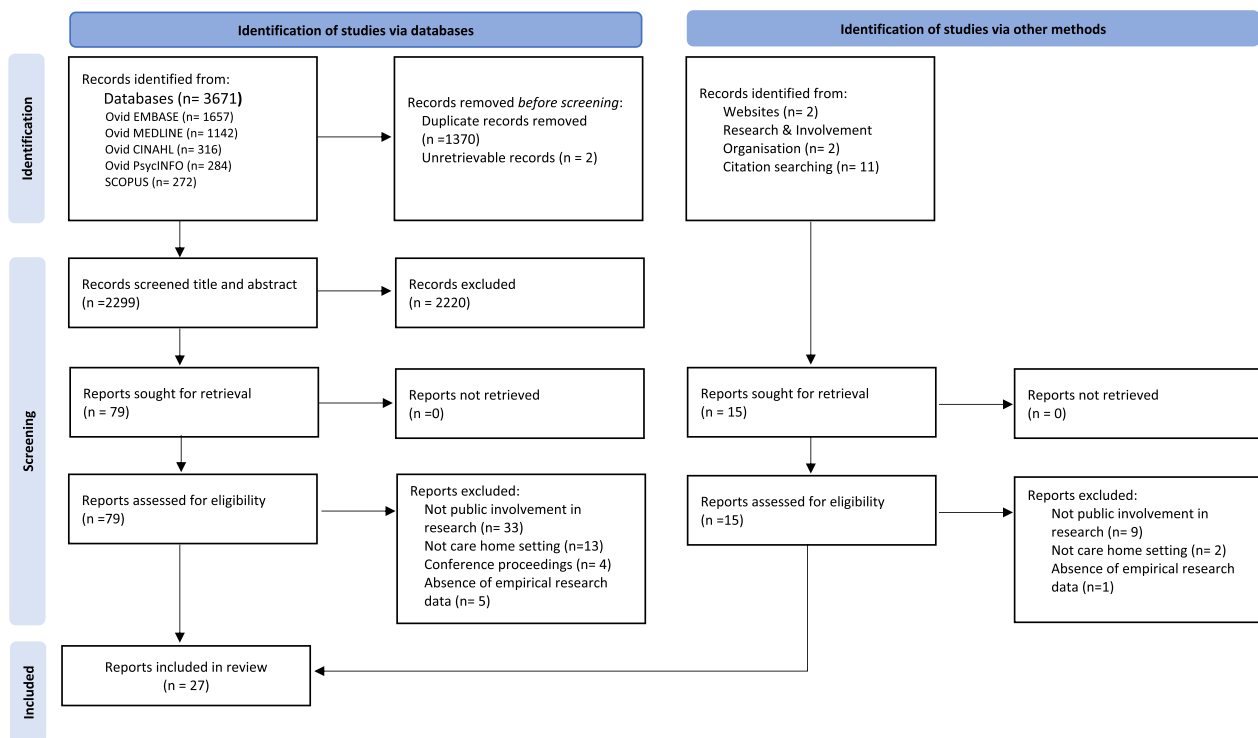 Identification of studies via databases
Identification of studies via other methods
Identification
Records identified from:
Databases (n= 3671)
Ovid EMBASE (n= 1657)
Ovid MEDLINE (n= 1142)
Ovid CINAHL (n= 316)
Ovid PsycINFO (n= 284)
SCOPUS (n= 272)
Records removed before screening:
Duplicate records removed
(n =1370)
Unretrievable records (n = 2)
Records identified from:
Websites (n= 2)
Research & Involvement
Organisation (n= 2)
Citation searching (n= 11)
Screening
Records screened title and abstract
(n =2299)
Records excluded
(n = 2220)
Reports sought for retrieval
(n = 79)
Reports not retrieved
(n =0)
Reports sought for retrieval
(n = 15)
Reports not retrieved
(n = 0)
Reports assessed for eligibility
(n =79)
Reports excluded:
Not public involvement in
research (n= 33)
Not care home setting (n=13)
Conference proceedings (n= 4)
Absence of empirical research
data (n= 5)
Reports assessed for eligibility
(n =15)
Reports excluded:
Not public involvement in
research (n= 9)
Not care home setting (n= 2)
Absence of empirical research
data (n=1)
Included
Reports included in review
(n = 27)